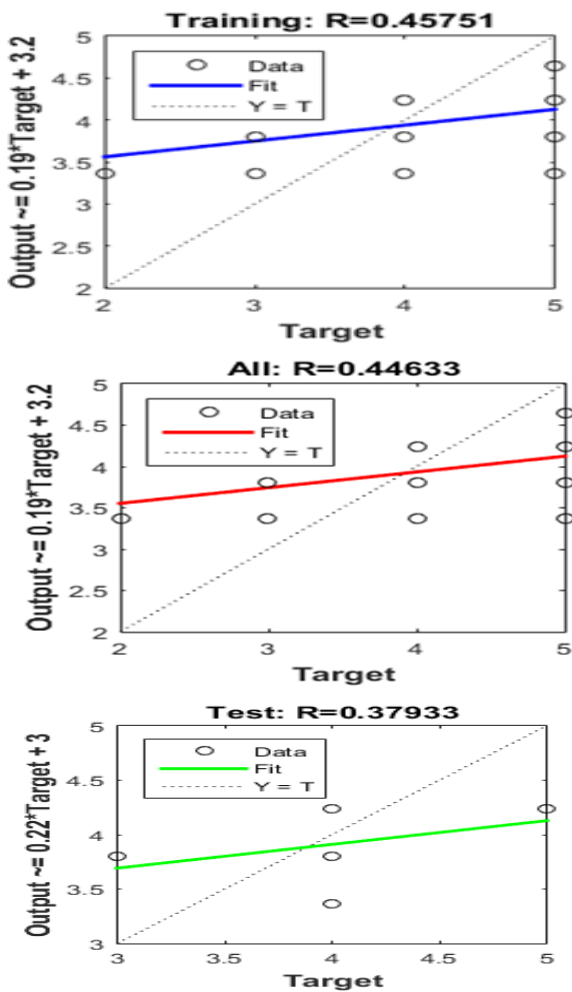 Training: R=0.45751
Output ~= 0.19*Target + 3.2
5
4.5
4
3.5
3
2.5
2
Data
Fit
Y = T
2
3
4
5
Target
All: R=0.44633
Output ~= 0.19*Target + 3.2
5
4.5
4
3.5
3
2.5
2
Data
Fit
Y = T
2
3
4
5
Target
Test: R=0.37933
Output ~= 0.22*Target + 3
5
4.5
4
3.5
3
Data
Fit
Y = T
3
3.5
4
4.5
5
Target